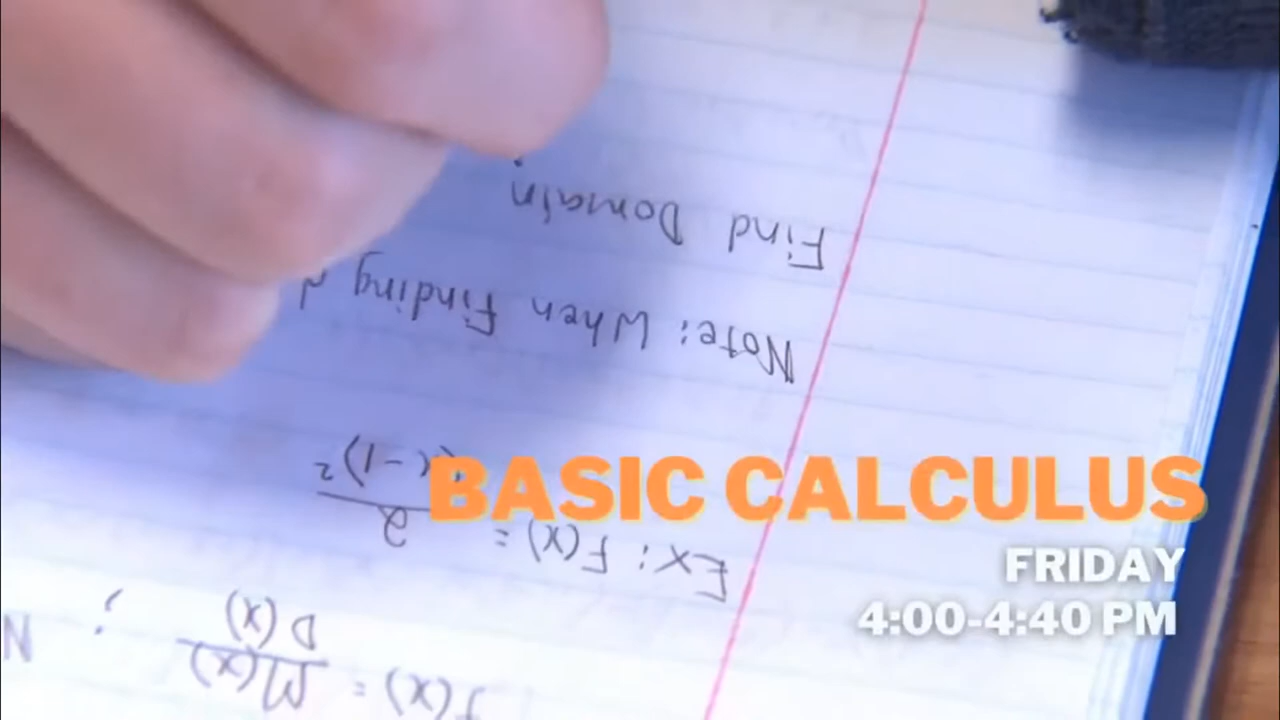 BASIC CALCULUS
FRIDAY
4:00-4:40 PM
f(x) = N(x)
D(x) ; N
Ex: F(x) = 2
(x-1)²
Note: When Finding
Find Domain